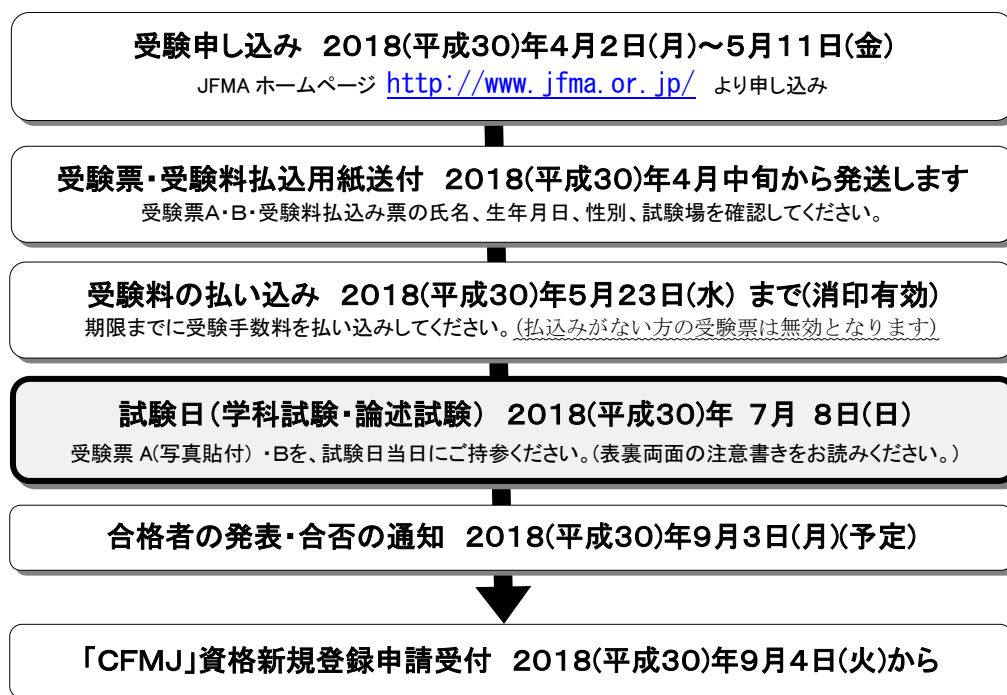 受験申し込み 2018(平成30)年4月2日(月)~5月11日(金)
JFMA ホームページ http://www.jfma.or.jp/ より申し込み
受験票・受験料払込用紙送付 2018(平成30)年4月中旬から発送します
受験票A・B・受験料払込み票の氏名、生年月日、性別、試験場を確認してください。
受験料の払い込み 2018(平成30)年5月23日(水) まで(消印有効)
期限までに受験手数料を払い込みしてください。(払込みがない方の受験票は無効となります)
試験日(学科試験・論述試験) 2018(平成30)年 7月 8日(日)
受験票 A(写真貼付) ・Bを、試験日当日にご持参ください。(表裏両面の注意書きをお読みください。)
合格者の発表・合否の通知 2018(平成30)年9月3日(月)(予定)
「CFMJ」資格新規登録申請受付 2018(平成30)年9月4日(火)から